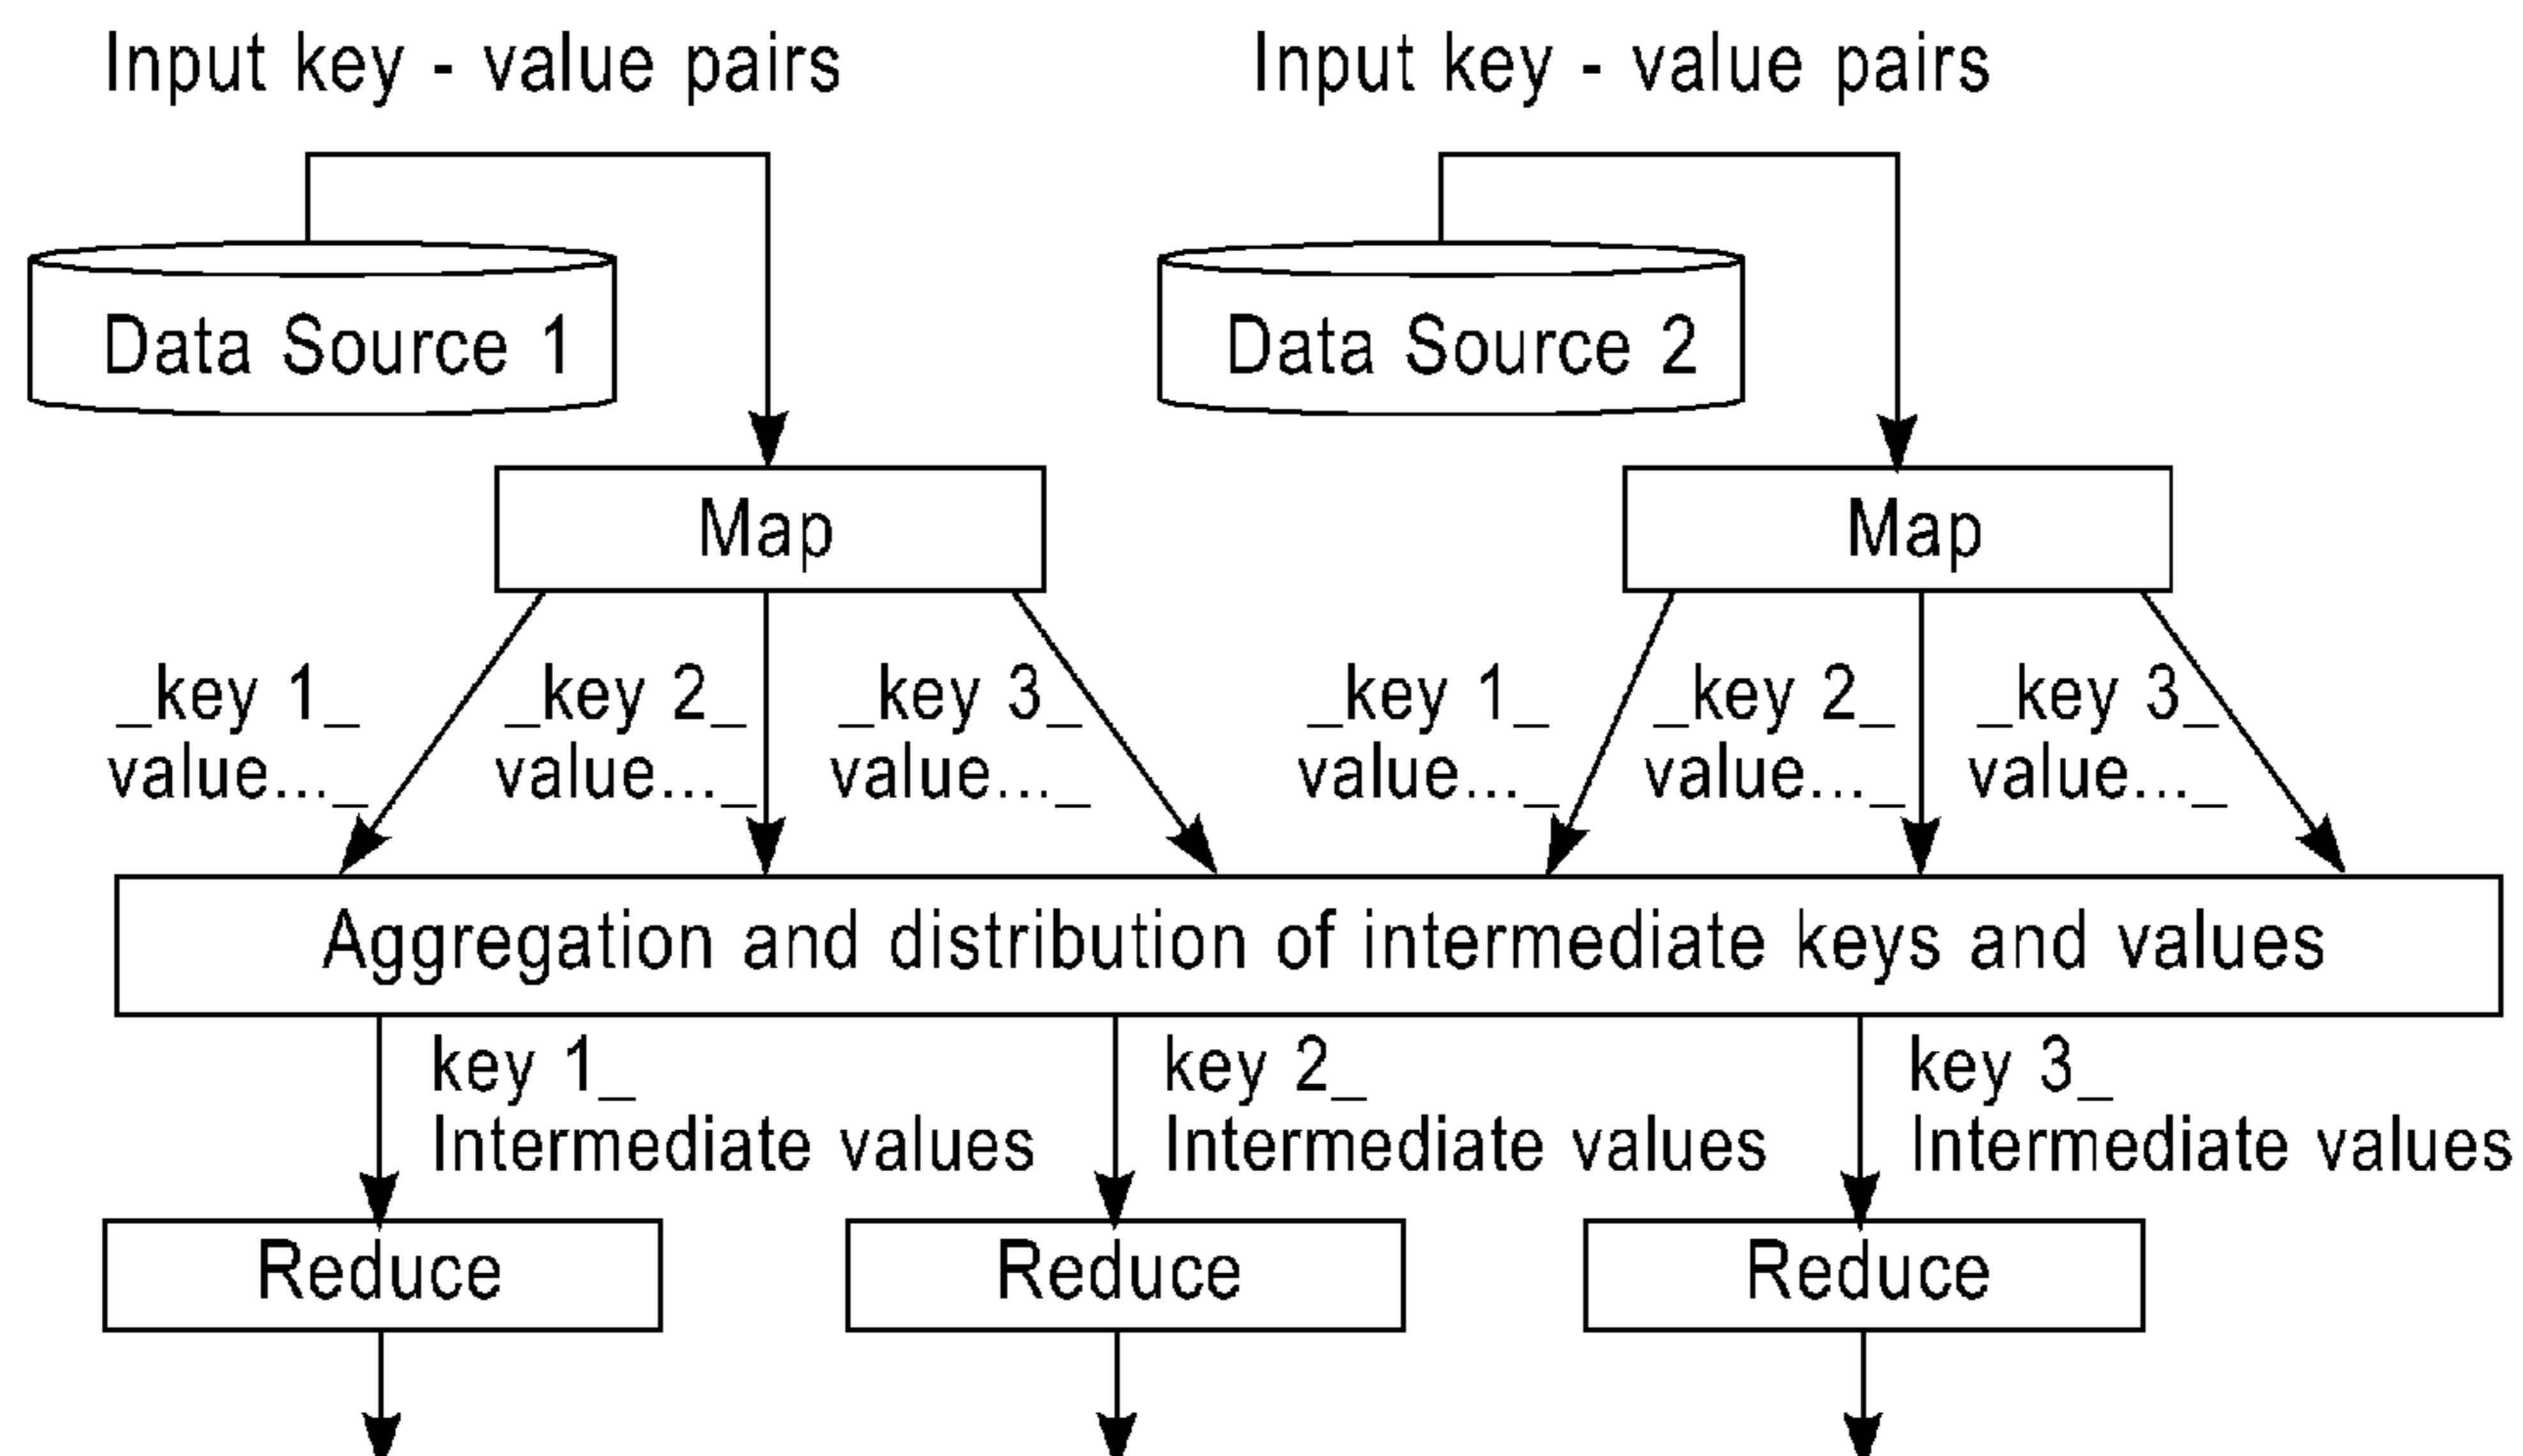 Input key - value pairs
Input key - value pairs
Data Source 1
Data Source 2
Map
Map
_key 1_
value..._
_key 2_
value..._
_key 3_
value..._
_key 1_
value..._
_key 2_
value..._
_key 3_
value..._
Aggregation and distribution of intermediate keys and values
key 1_
Intermediate values
key 2_
Intermediate values
key 3_
Intermediate values
Reduce
Reduce
Reduce